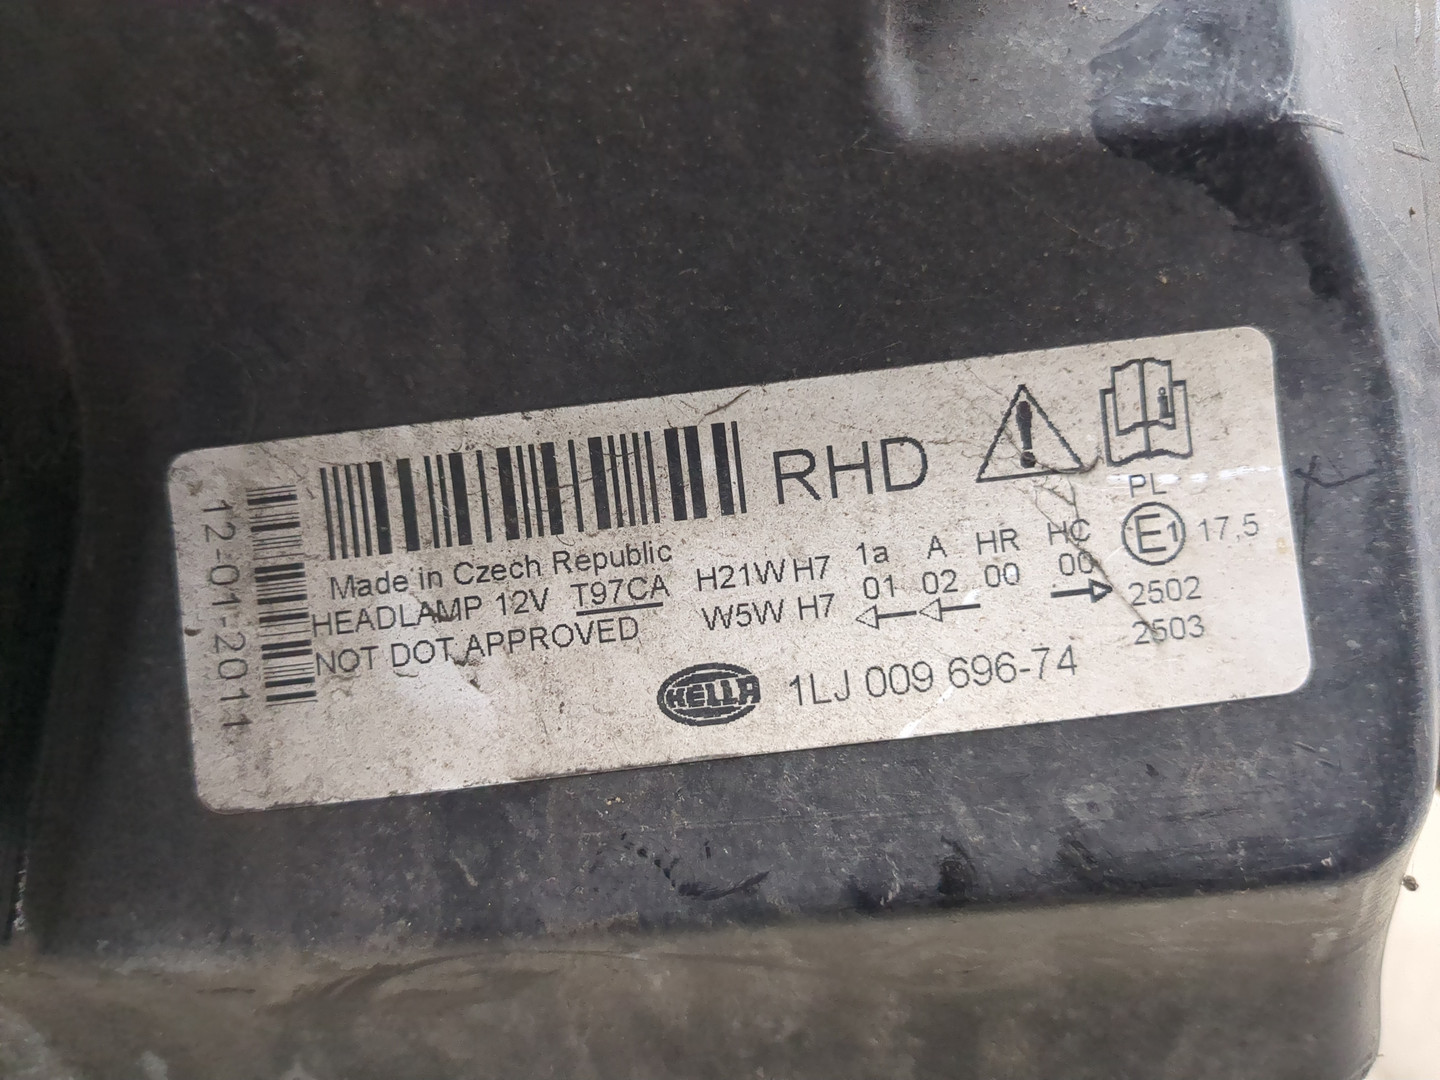 12-01-2011
RHD
Made in Czech Republic
HEADLAMP 12V T97CA
NOT DOT APPROVED
H21W H7
W5W H7
1a A HR HC
01 02 00 00
PL
E1 17,5
2502
2503
HELLA 1LJ 009 696-74